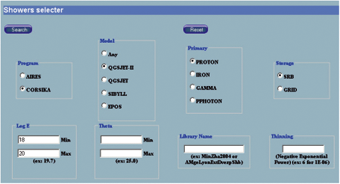 Showers selecter
Search
Reset
Model
Primary
Any
Program
PROTON
Storage
QGSJET-II
AIRES
IRON
SRB
QGSJET
CORSIKA
GAMMA
GRID
SIBYLL
PPHOTON
EPOS
Log E
Theta
Library Name
Thinning
18 Min
Min
20 Max
Max
(ex: MinZha2004 or
(Negative Exponential
(ex: 19.7)
(ex: 25.0)
Power) (ex: 6 for 1E-06)